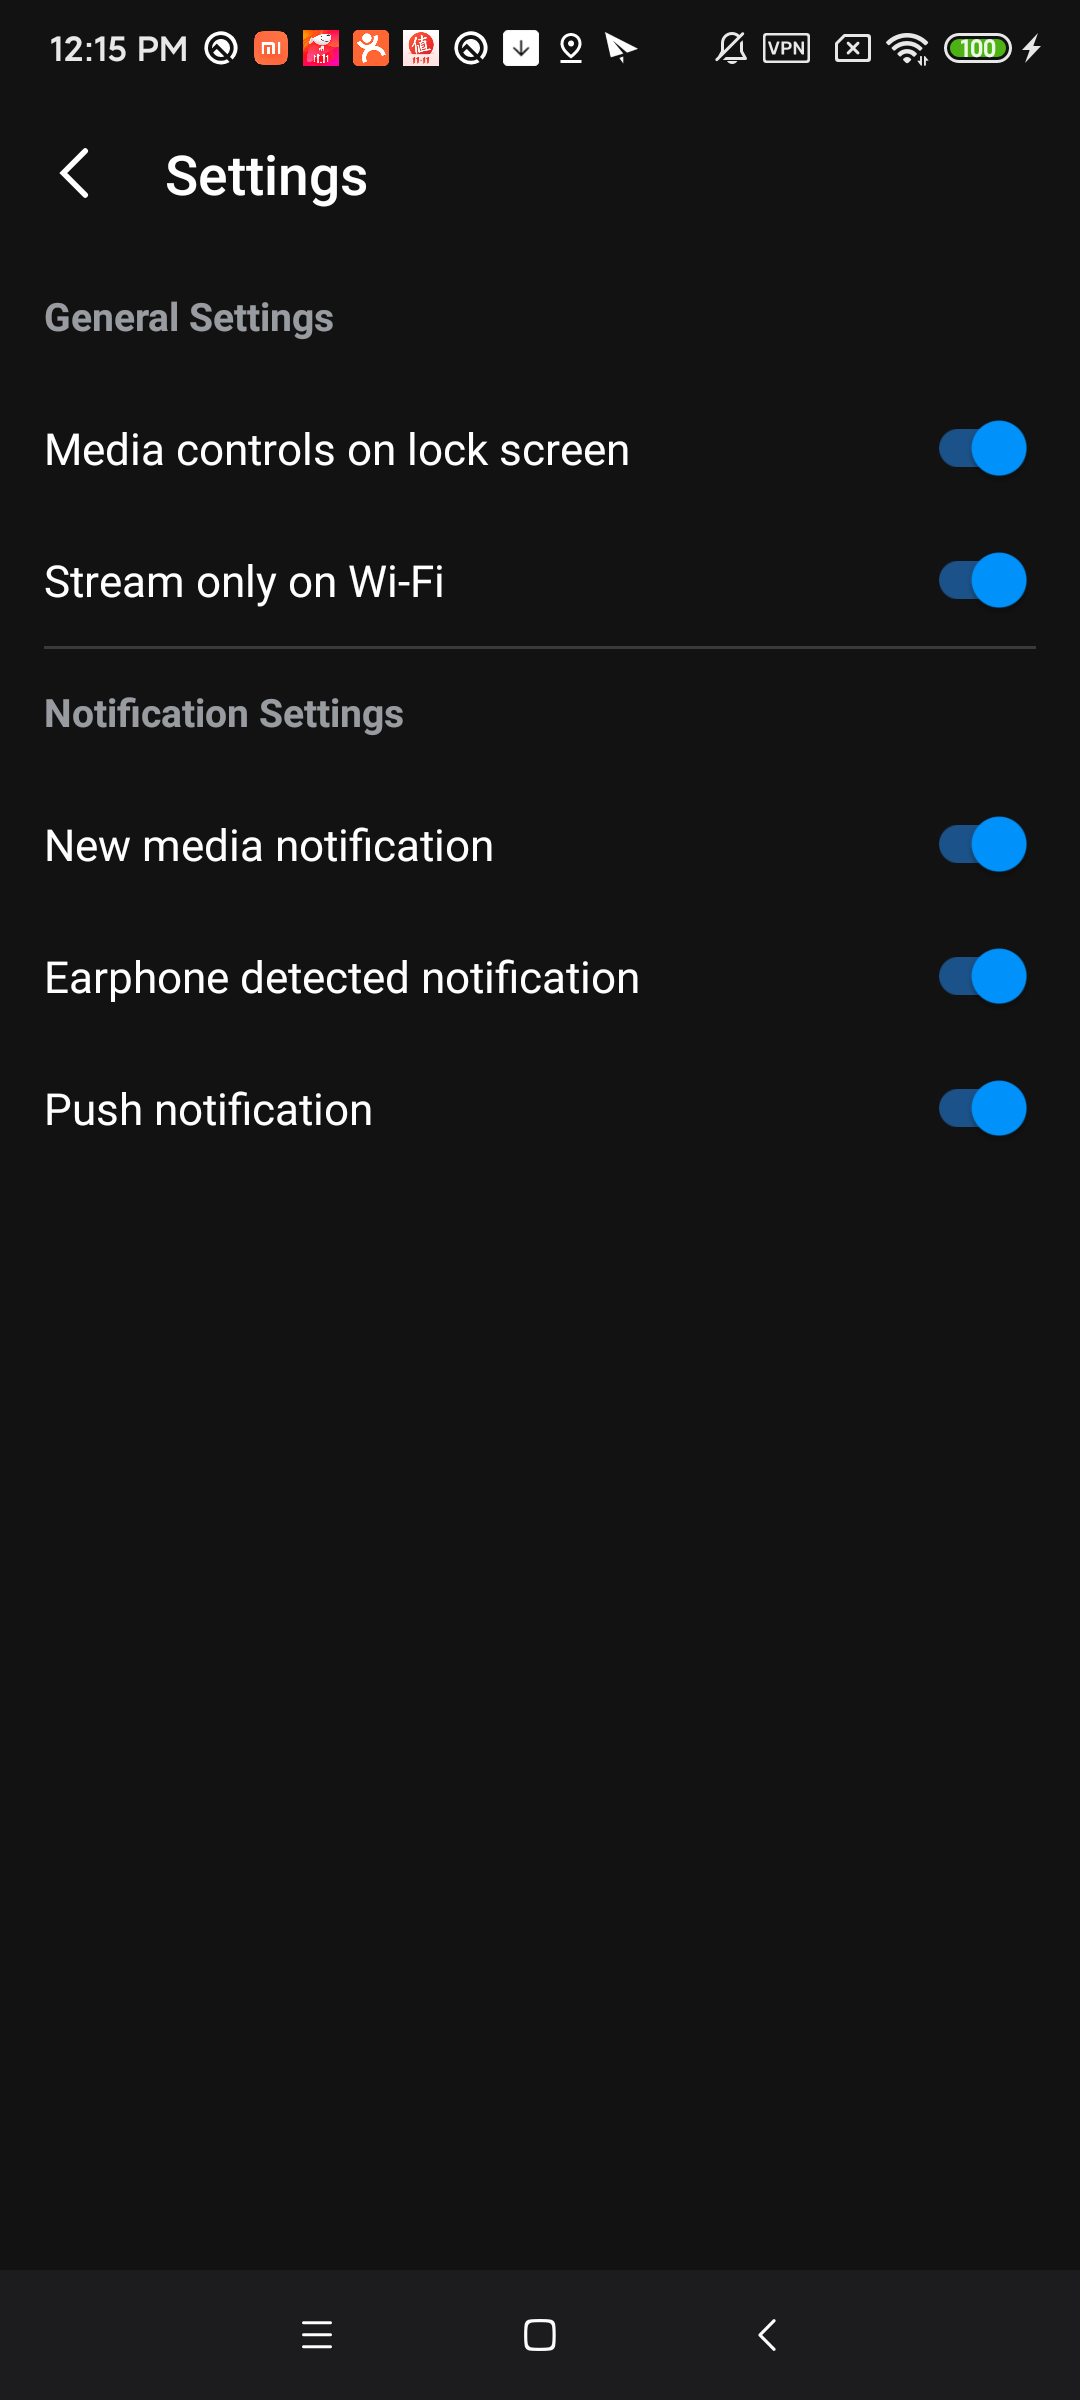 12:15 PM
VPN
100
Settings
General Settings
Media controls on lock screen
Stream only on Wi-Fi
Notification Settings
New media notification
Earphone detected notification
Push notification